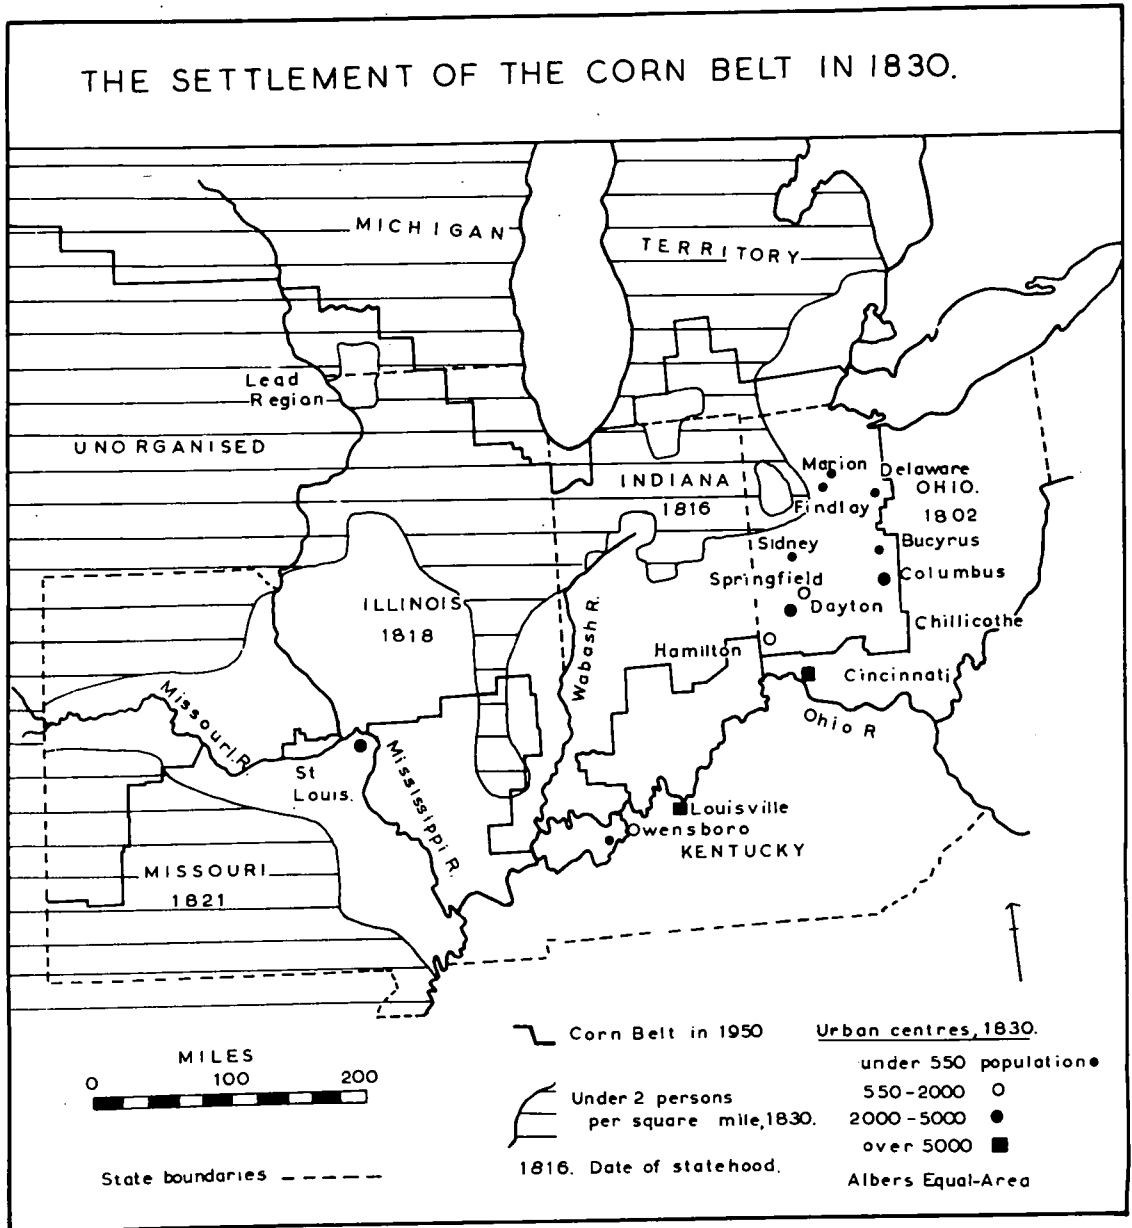 THE SETTLEMENT OF THE CORN BELT IN 1830.
MICHIGAN
TERRITORY
Lead
Region
UNORGANISED
INDIANA
1816
Marion
Delaware
OHIO.
1802
Findlay
Sidney
Bucyrus
Springfield
Columbus
Dayton
Chillicothe
ILLINOIS
1818
Wabash R.
Hamilton
Cincinnati
Ohio R
Missouri.R.
St
Louis.
Mississippi R.
Louisville
Owensboro
KENTUCKY
MISSOURI
1821
Corn Belt in 1950
Urban centres, 1830.
under 550 population
550-2000
2000-5000
over 5000
MILES
0 100 200
Under 2 persons
per square mile,1830.
1816. Date of statehood.
State boundaries
Albers Equal-Area